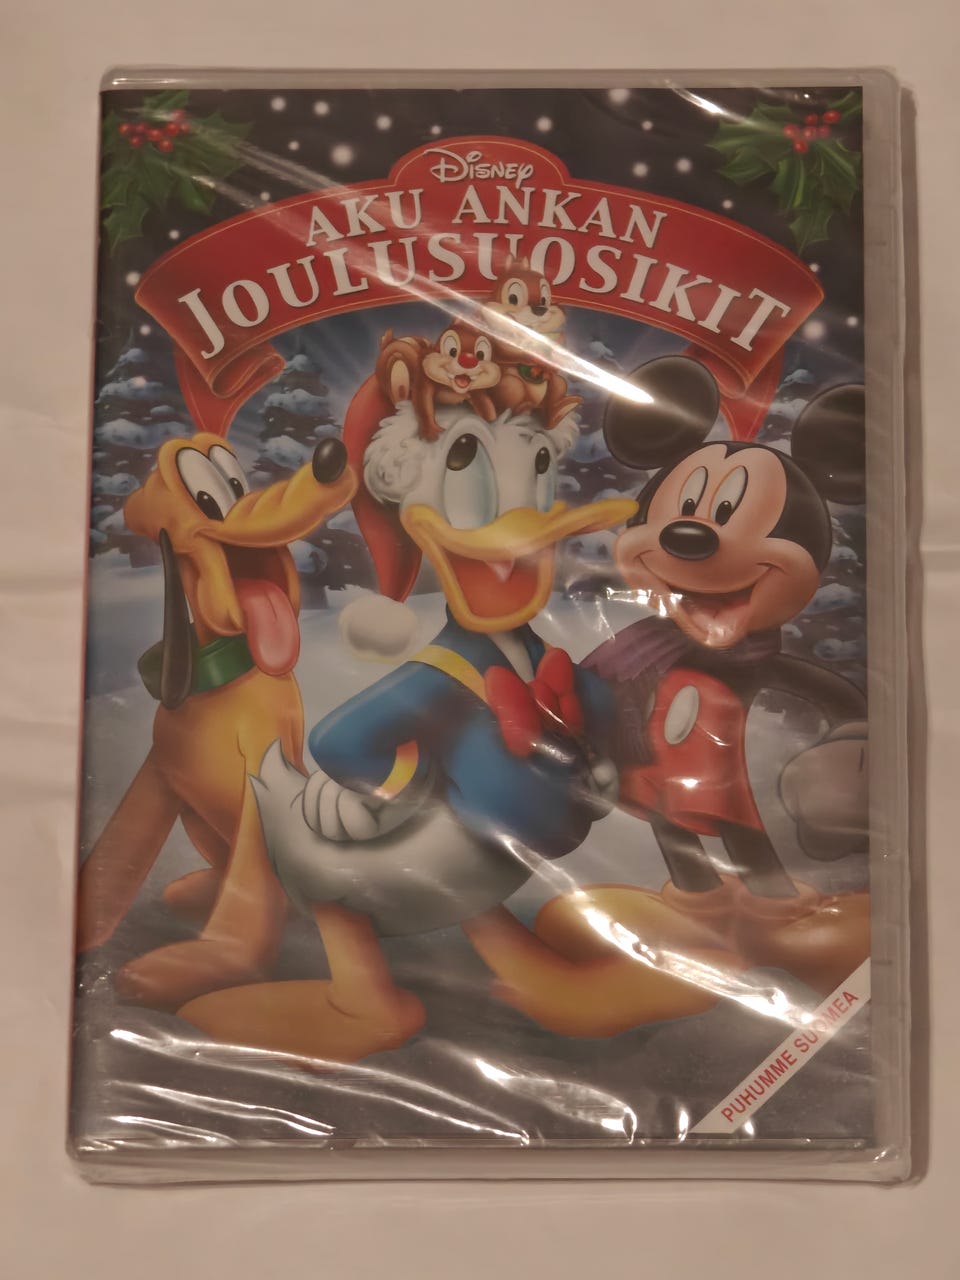 Disney
AKU ANKAN
JOULUSUOSIKIT
PUHUMME SUOMEA